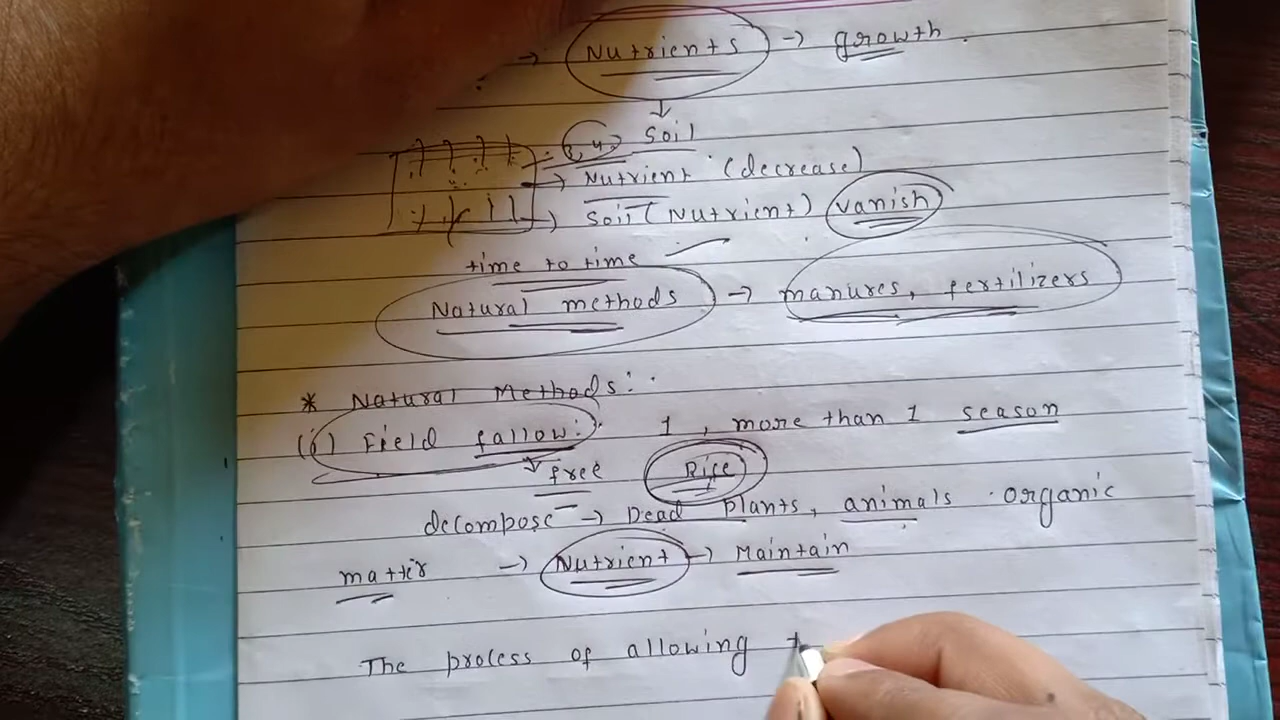 → Nutrients → growth.
3, 4, Soil
→ Nutrient (decrease)
→ Soil (Nutrient) vanish
time to time
Natural methods → manures, fertilizers
* Natural Methods:
(i) Field fallow: 1, more than 1 season
free Rice
decompose → Dead Plants, animals organic
matter → Nutrient → Maintain
The process of allowing